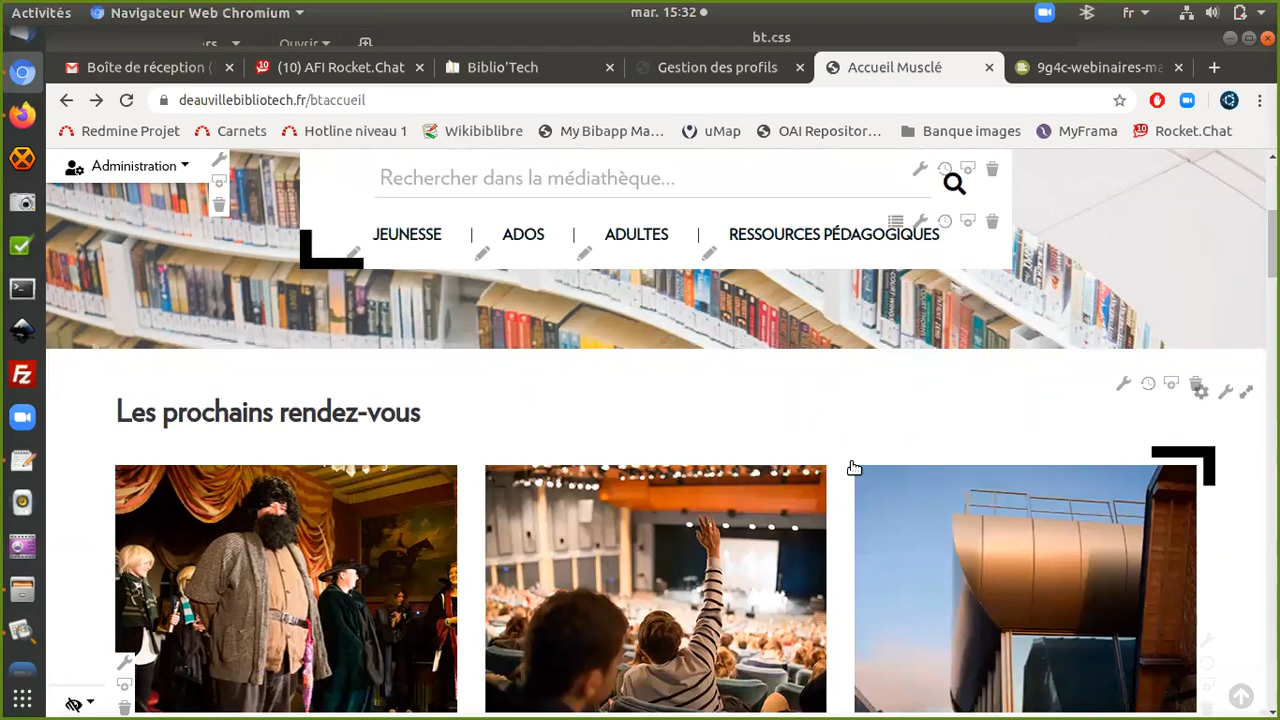 Activités Navigateur Web Chromium mar. 15:32 fr
ers Ouvrir bt.css
Boîte de réception ( (10) AFI Rocket.Chat Biblio'Tech Gestion des profils Accueil Musclé 9g4c-webinaires-ma
deauvillebibliotech.fr/btaccueil
Redmine Projet Carnets Hotline niveau 1 Wikibiblibre My Bibapp Ma... uMap OAI Repositor... Banque images MyFrama Rocket.Chat
Administration
Rechercher dans la médiathèque...
JEUNESSE | ADOS | ADULTES | RESSOURCES PÉDAGOGIQUES
Les prochains rendez-vous